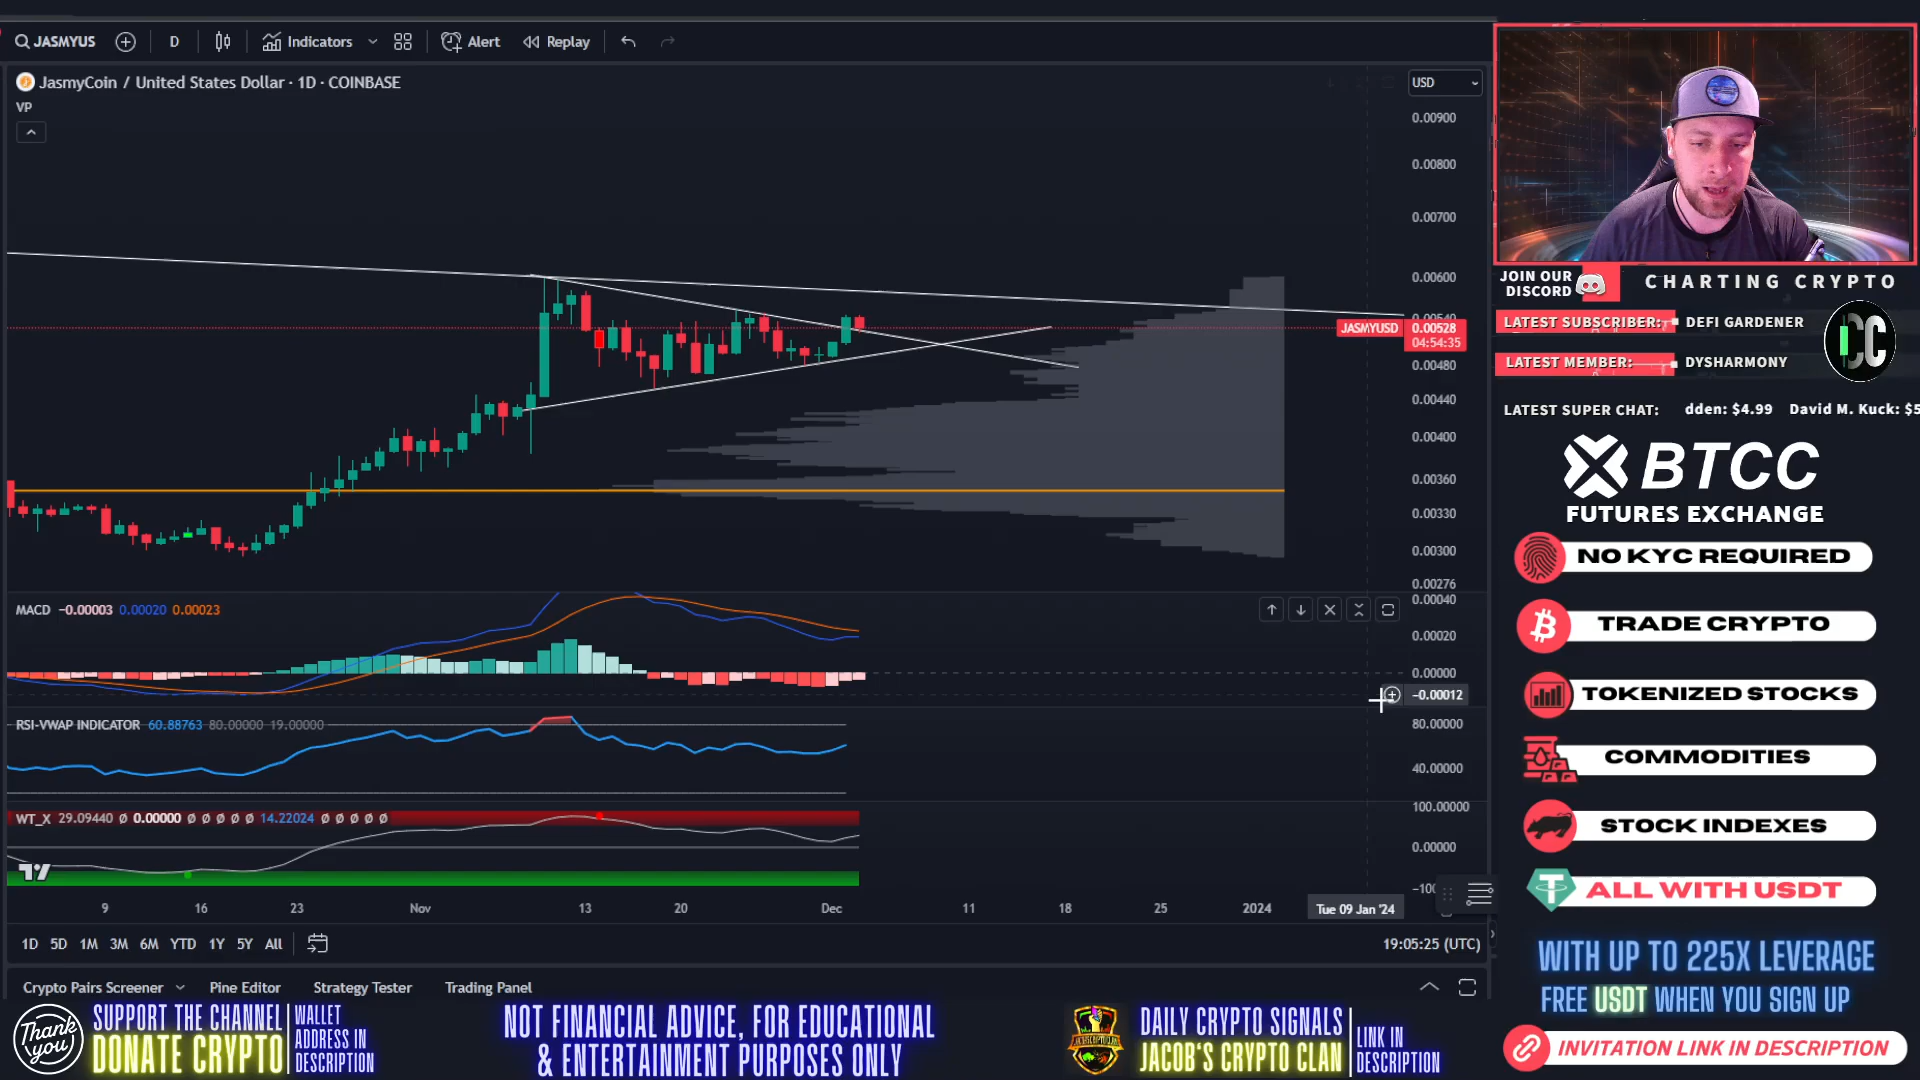 JASMYUS
D
Indicators
Alert
Replay
JasmyCoin / United States Dollar · 1D · COINBASE
VP
USD
0.00900
0.00800
0.00700
0.00600
0.00540
JASMYUSD
0.00528
04:54:35
0.00480
0.00440
0.00400
0.00360
0.00330
0.00300
0.00276
MACD −0.00003 0.00020 0.00023
0.00040
0.00020
0.00000
−0.00012
RSI-VWAP INDICATOR 60.88763 80.00000 19.00000
80.00000
40.00000
WT_X 29.09440 Ø 0.00000 Ø Ø Ø Ø Ø 14.22024 Ø Ø Ø Ø Ø
100.00000
0.00000
9 16 23 Nov 13 20 Dec 11 18 25 2024
Tue 09 Jan '24
1D 5D 1M 3M 6M YTD 1Y 5Y All
19:05:25 (UTC)
Crypto Pairs Screener
Pine Editor
Strategy Tester
Trading Panel
Thank you
SUPPORT THE CHANNEL
DONATE CRYPTO
WALLET
ADDRESS IN
DESCRIPTION
NOT FINANCIAL ADVICE, FOR EDUCATIONAL
& ENTERTAINMENT PURPOSES ONLY
DAILY CRYPTO SIGNALS
JACOB'S CRYPTO CLAN
LINK IN
DESCRIPTION
JOIN OUR
DISCORD
CHARTING CRYPTO
LATEST SUBSCRIBER:
DEFI GARDENER
LATEST MEMBER:
DYSHARMONY
CC
LATEST SUPER CHAT: dden: $4.99 David M. Kuck: $5
BTCC
FUTURES EXCHANGE
NO KYC REQUIRED
TRADE CRYPTO
TOKENIZED STOCKS
COMMODITIES
STOCK INDEXES
ALL WITH USDT
WITH UP TO 225X LEVERAGE
FREE USDT WHEN YOU SIGN UP
INVITATION LINK IN DESCRIPTION